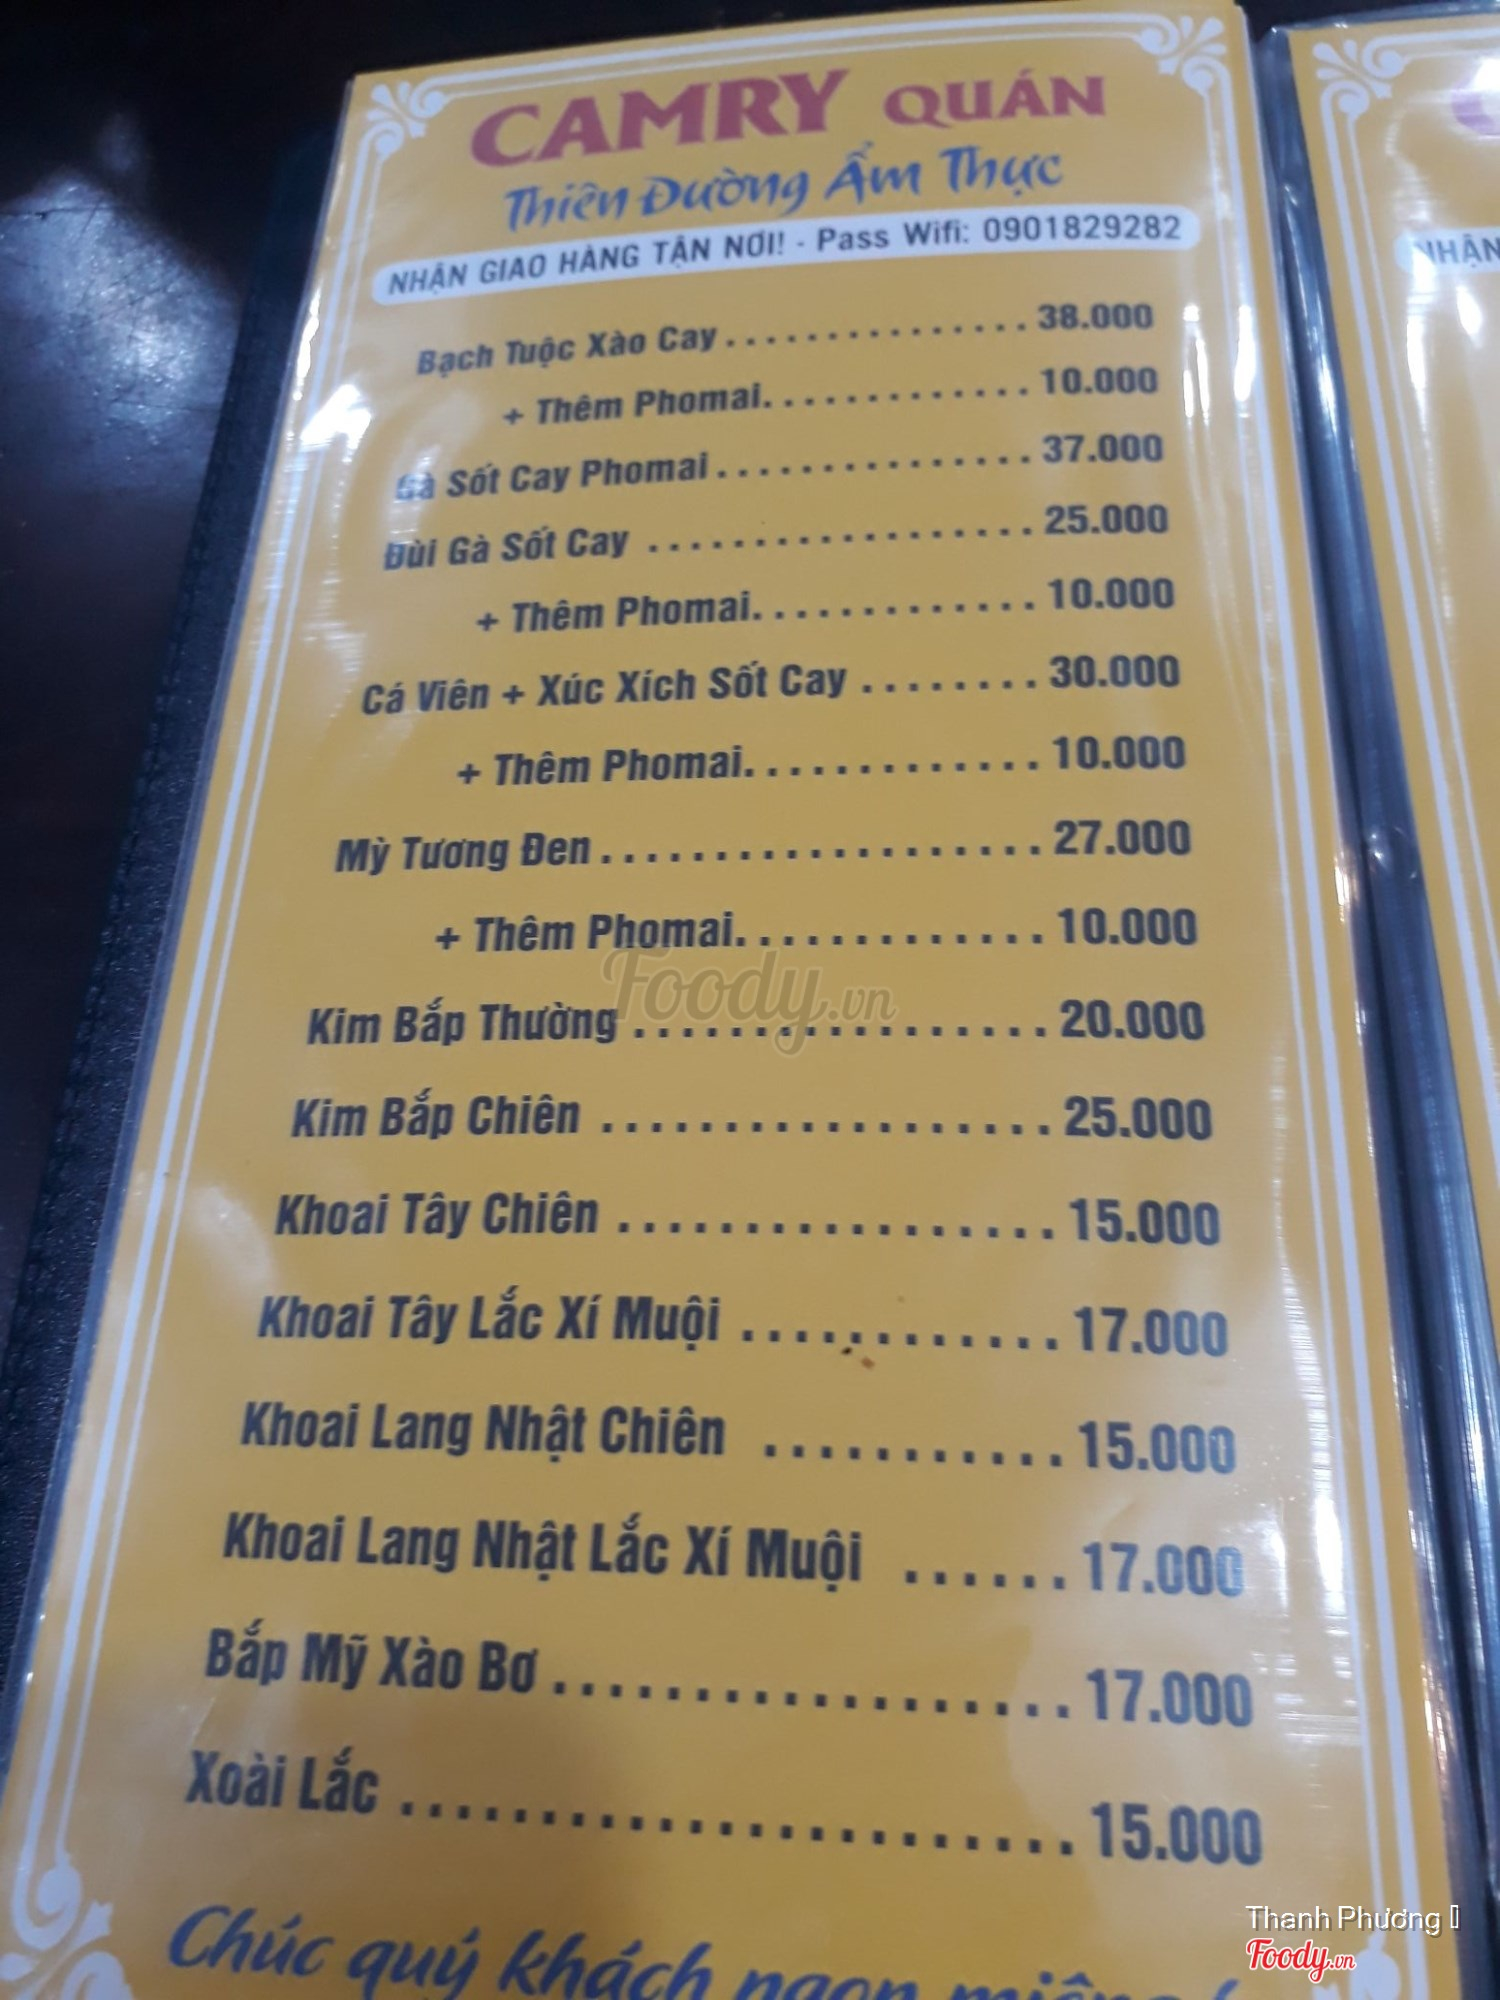 CAMRY QUÁN
Thiên Đường Ẩm Thực
NHẬN GIAO HÀNG TẬN NƠI! - Pass Wifi: 0901829282
Bạch Tuộc Xào Cay . . . . . . . . . . . . . . . 38.000
+ Thêm Phomai. . . . . . . . . . . . . 10.000
Gà Sốt Cay Phomai . . . . . . . . . . . . . . . 37.000
Đùi Gà Sốt Cay . . . . . . . . . . . . . . . . . . 25.000
+ Thêm Phomai. . . . . . . . . . . . . . 10.000
Cá Viên + Xúc Xích Sốt Cay . . . . . . . . 30.000
+ Thêm Phomai. . . . . . . . . . . . . . 10.000
Mỳ Tương Đen . . . . . . . . . . . . . . . . . . . 27.000
+ Thêm Phomai. . . . . . . . . . . . . . 10.000
Kim Bắp Thường . . . . . . . . . . . . . . . . . 20.000
Kim Bắp Chiên . . . . . . . . . . . . . . . . . . . 25.000
Khoai Tây Chiên . . . . . . . . . . . . . . . . . . 15.000
Khoai Tây Lắc Xí Muội . . . . . . . . . . . . 17.000
Khoai Lang Nhật Chiên . . . . . . . . . . . 15.000
Khoai Lang Nhật Lắc Xí Muội . . . . . . 17.000
Bắp Mỹ Xào Bơ . . . . . . . . . . . . . . . . . . . 17.000
Xoài Lắc . . . . . . . . . . . . . . . . . . . . . . . . 15.000
Chúc quý khách ngon miệng!
NHẬN
Foody.vn
Thanh Phương
Foody.vn